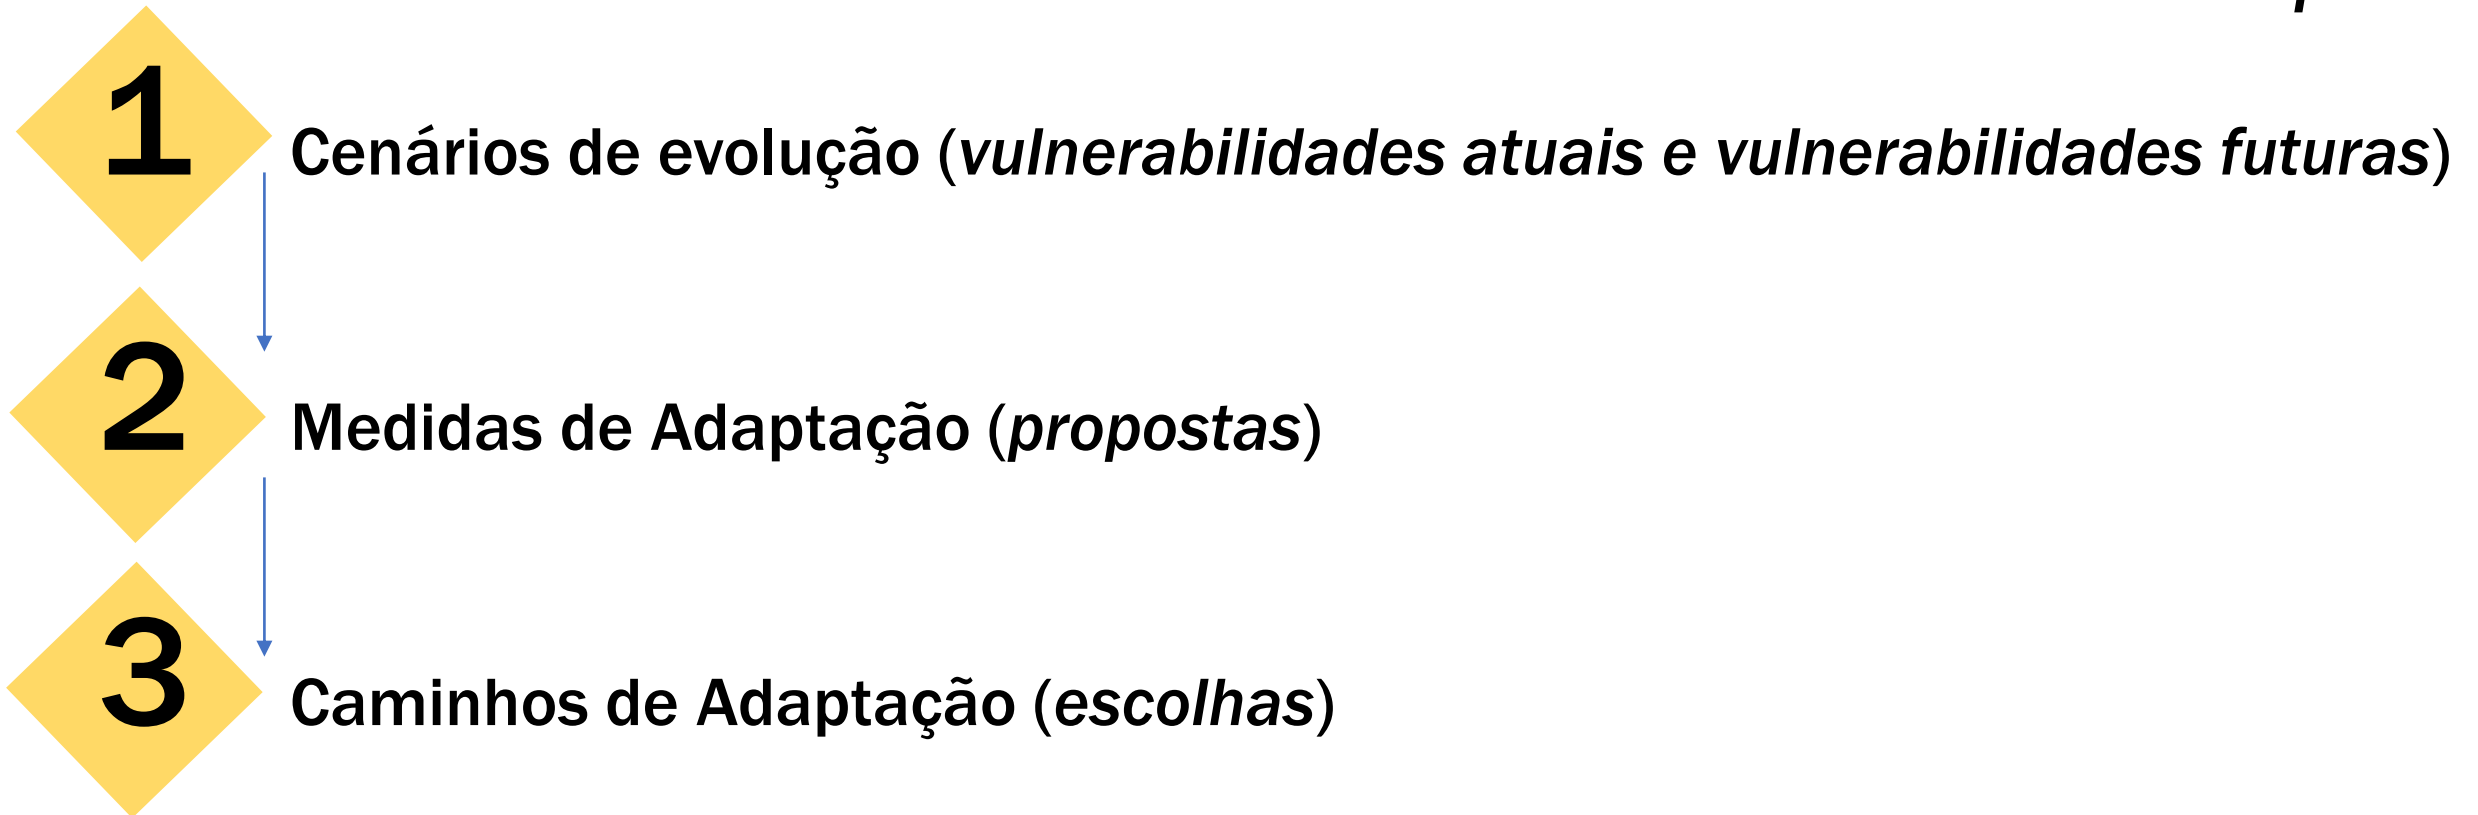 1
Cenários de evolução (vulnerabilidades atuais e vulnerabilidades futuras)
2
Medidas de Adaptação (propostas)
3
Caminhos de Adaptação (escolhas)